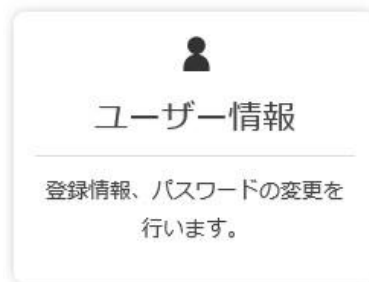 ユーザー情報
登録情報、パスワードの変更を
行います。